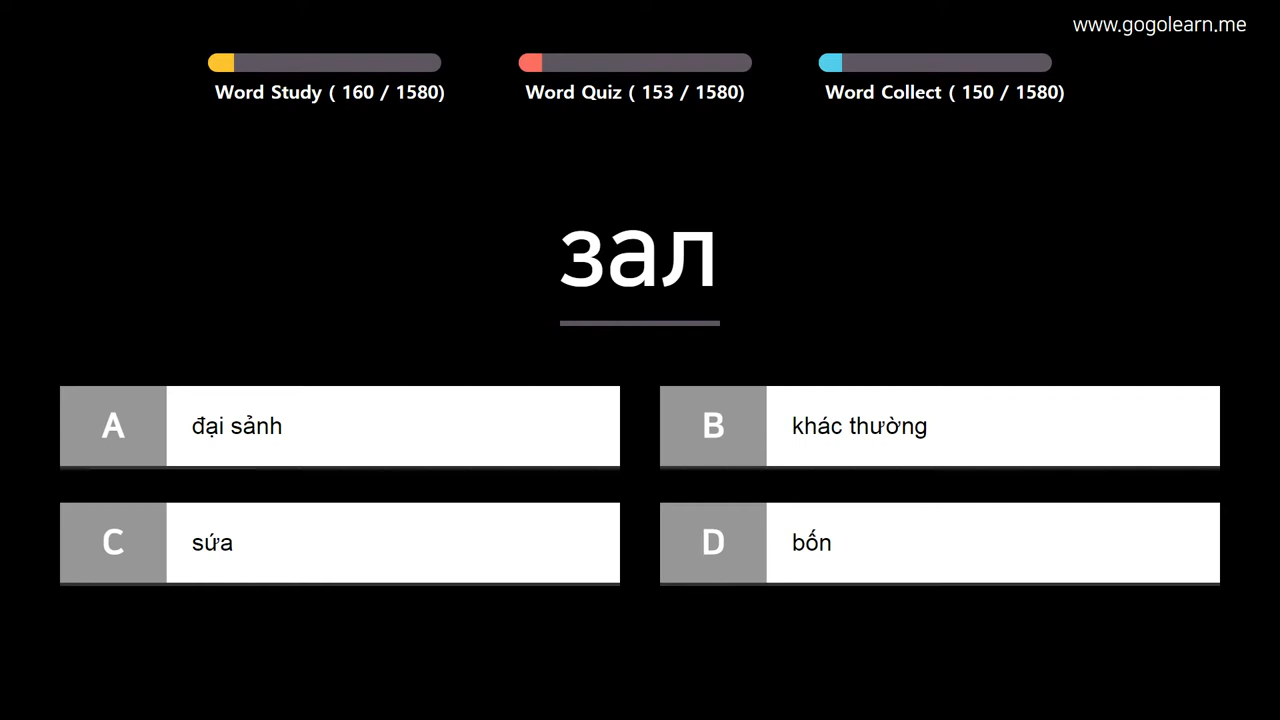 www.gogolearn.me
Word Study ( 160 / 1580)
Word Quiz ( 153 / 1580)
Word Collect ( 150 / 1580)
зал
A
đại sảnh
B
khác thường
C
sứa
D
bốn